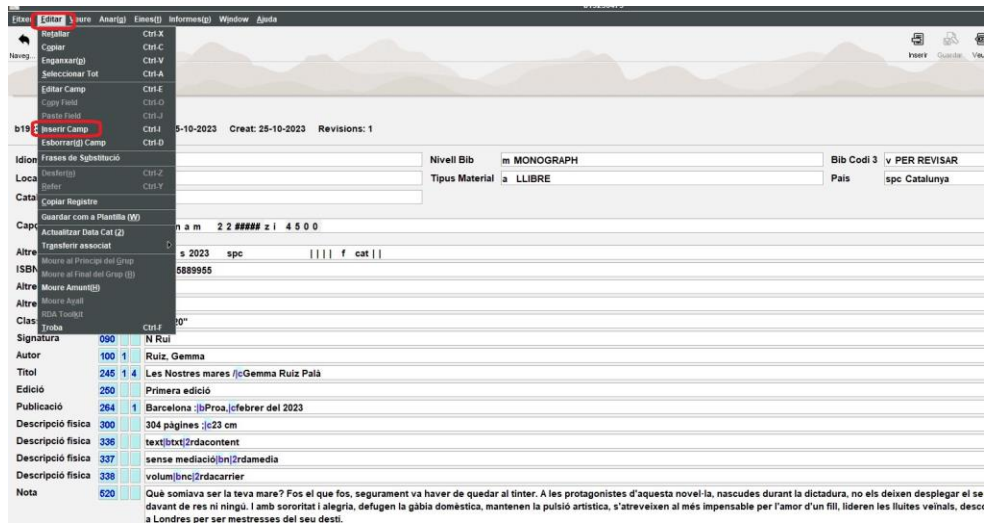 Editar Veure Anar(g) Eines(t) Informes(p) Window Ajuda
Retallar Ctrl-X
Copiar Ctrl-C
Enganxar(p) Ctrl-V
Seleccionar Tot Ctrl-A
Editar Camp Ctrl-E
Copy Field Ctrl-O
Paste Field Ctrl-J
Inserir Camp Ctrl-I
Esborrar(d) Camp Ctrl-D
Frases de Substitució
Desfer(n) Ctrl-Z
Refer Ctrl-Y
Copiar Registre
Guardar com a Plantilla (W)
Actualitzar Data Cat (2)
Transferir associat
Moure al Principi del Grup
Moure al Final del Grup (B)
Moure Amunt(H)
Moure Avall
RDA Toolkit
Troba Ctrl-F
Naveg...
Inserir Guardar
b19 5-10-2023 Creat: 25-10-2023 Revisions: 1
Nivell Bib m MONOGRAPH Bib Codi 3 v PER REVISAR
Tipus Material a LLIBRE País spc Catalunya
n a m 2 2 ##### z i 4 5 0 0
s 2023 spc | | | | f cat | |
ISBN 5889955
Signatura 090 N Rui
Autor 100 1 Ruiz, Gemma
Títol 245 1 4 Les Nostres mares /|cGemma Ruiz Palà
Edició 250 Primera edició
Publicació 264 1 Barcelona :|bProa,|cfebrer del 2023
Descripció física 300 304 pàgines ;|c23 cm
Descripció física 336 text|btxt|2rdacontent
Descripció física 337 sense mediació|bn|2rdamedia
Descripció física 338 volum|bnc|2rdacarrier
Nota 520 Què somiava ser la teva mare? Fos el que fos, segurament va haver de quedar al tinter. A les protagonistes d'aquesta novel·la, nascudes durant la dictadura, no els deixen desplegar el se
davant de res ni ningú. I amb sororitat i alegria, defugen la gàbia domèstica, mantenen la pulsió artística, s'atreveixen al més impensable per l'amor d'un fill, lideren les lluites veïnals, desc
a Londres per ser mestresses del seu destí.